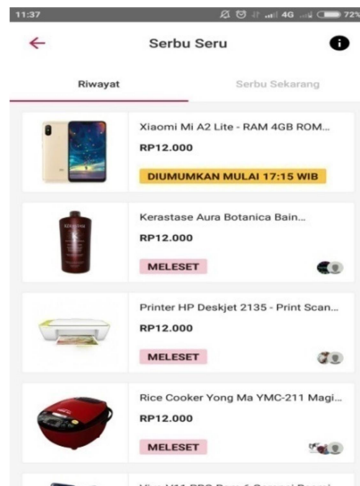 11:37
4G
72%
Serbu Seru
Riwayat
Serbu Sekarang
Xiaomi Mi A2 Lite - RAM 4GB ROM...
RP12.000
DIUMUMKAN MULAI 17:15 WIB
Kerastase Aura Botanica Bain...
RP12.000
MELESET
Printer HP Deskjet 2135 - Print Scan...
RP12.000
MELESET
Rice Cooker Yong Ma YMC-211 Magi...
RP12.000
MELESET